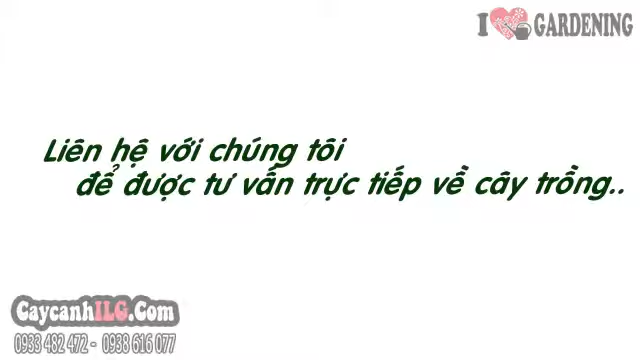 I GARDENING
Liên hệ với chúng tôi
để được tư vấn trực tiếp về cây trồng..
CaycanhILG.Com
0933 482 472 - 0938 616 077